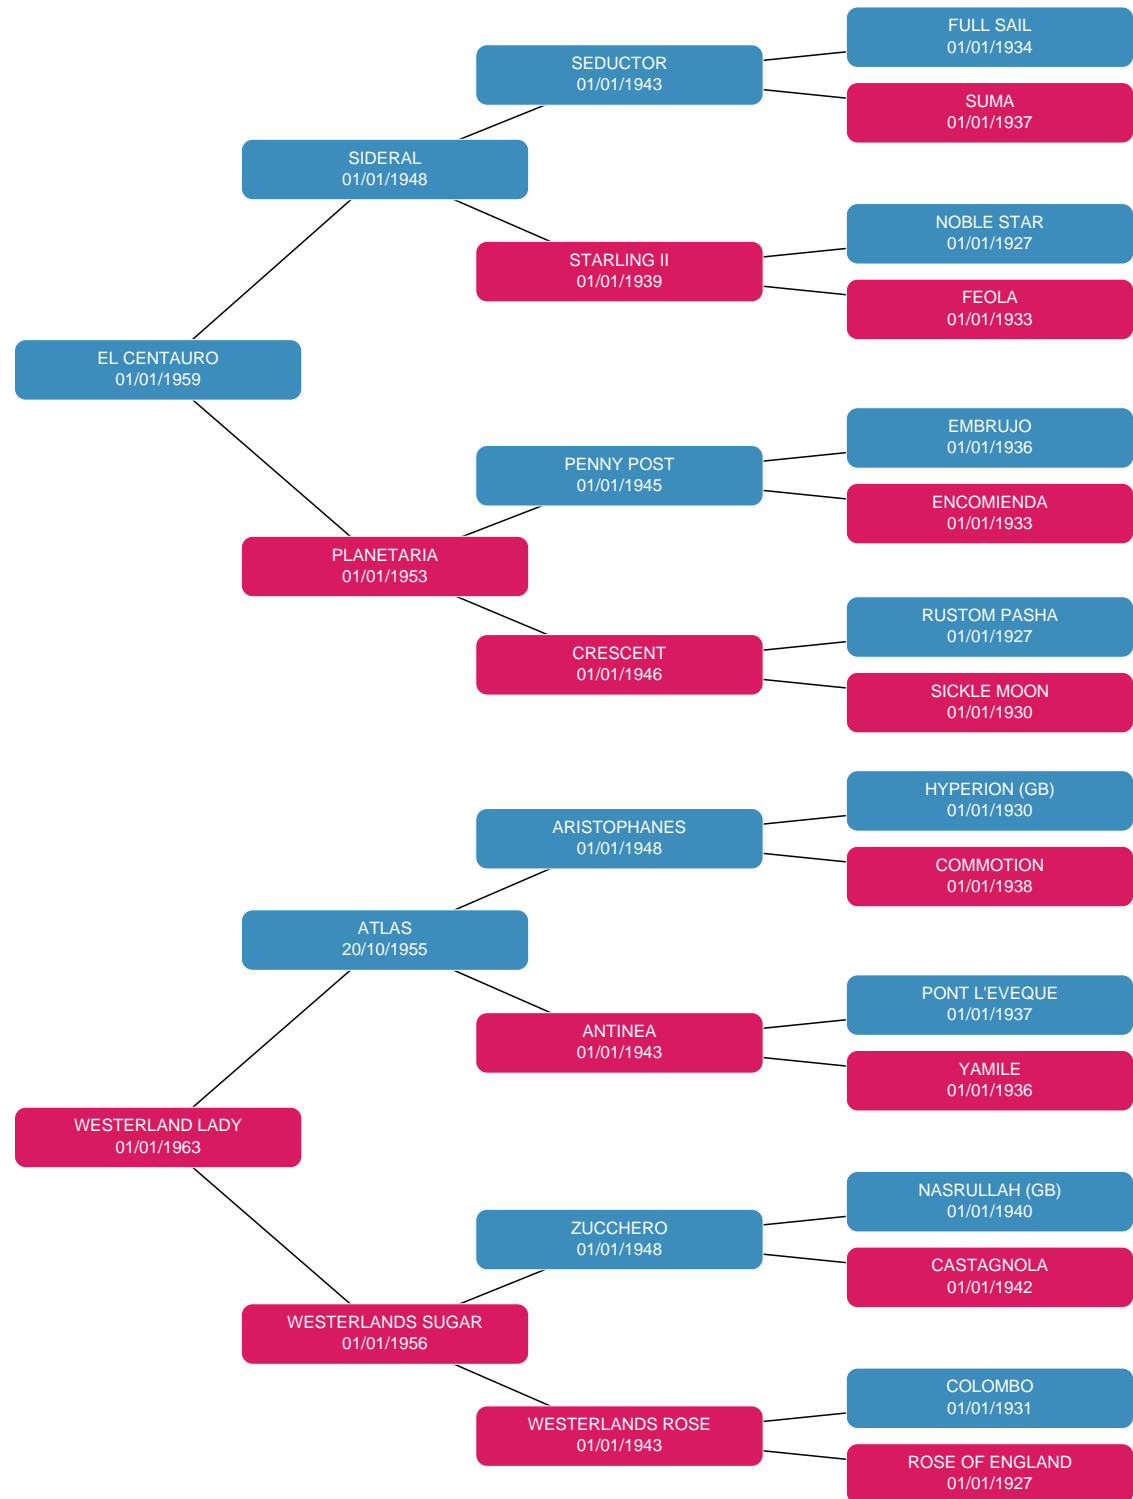 FULL SAIL
01/01/1934
SEDUCTOR
01/01/1943
SUMA
01/01/1937
SIDERAL
01/01/1948
NOBLE STAR
01/01/1927
STARLING II
01/01/1939
FEOLA
01/01/1933
EL CENTAURO
01/01/1959
EMBRUJO
01/01/1936
PENNY POST
01/01/1945
ENCOMIENDA
01/01/1933
PLANETARIA
01/01/1953
RUSTOM PASHA
01/01/1927
CRESCENT
01/01/1946
SICKLE MOON
01/01/1930
HYPERION (GB)
01/01/1930
ARISTOPHANES
01/01/1948
COMMOTION
01/01/1938
ATLAS
20/10/1955
PONT L'EVEQUE
01/01/1937
ANTINEA
01/01/1943
YAMILE
01/01/1936
WESTERLAND LADY
01/01/1963
NASRULLAH (GB)
01/01/1940
ZUCCHERO
01/01/1948
CASTAGNOLA
01/01/1942
WESTERLANDS SUGAR
01/01/1956
COLOMBO
01/01/1931
WESTERLANDS ROSE
01/01/1943
ROSE OF ENGLAND
01/01/1927